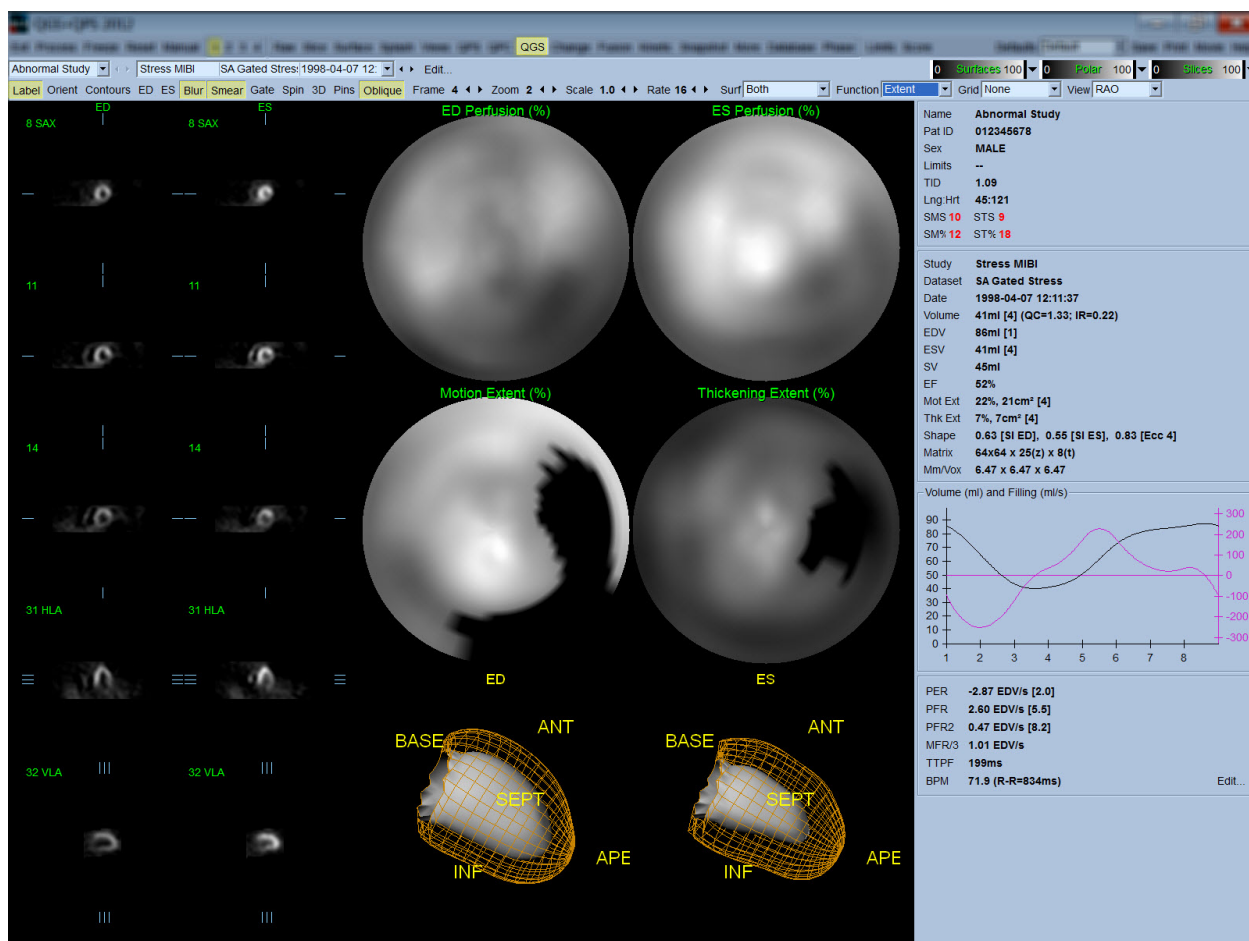 QGS+QPS 2012
QGS
Abnormal Study Stress MIBI SA Gated Stres: 1998-04-07 12: Edit... 0 Surfaces 100 0 Polar 100 0 Slices 100
Label Orient Contours ED ES Blur Smear Gate Spin 3D Pins Oblique Frame 4 Zoom 2 Scale 1.0 Rate 16 Surf Both Function Extent Grid None View RAO
ED ES
8 SAX 8 SAX
11 11
14 14
31 HLA 31 HLA
32 VLA 32 VLA
ED Perfusion (%) ES Perfusion (%)
Motion Extent (%) Thickening Extent (%)
ED ES
BASE ANT SEPT INF APE
BASE ANT SEPT INF APE
Name Abnormal Study
Pat ID 012345678
Sex MALE
Limits --
TID 1.09
Lng:Hrt 45:121
SMS 10 STS 9
SM% 12 ST% 18
Study Stress MIBI
Dataset SA Gated Stress
Date 1998-04-07 12:11:37
Volume 41ml [4] (QC=1.33; IR=0.22)
EDV 86ml [1]
ESV 41ml [4]
SV 45ml
EF 52%
Mot Ext 22%, 21cm² [4]
Thk Ext 7%, 7cm² [4]
Shape 0.63 [SI ED], 0.55 [SI ES], 0.83 [Ecc 4]
Matrix 64x64 x 25(z) x 8(t)
Mm/Vox 6.47 x 6.47 x 6.47
Volume (ml) and Filling (ml/s)
90 300
80 200
70
60 100
50 0
40
30 -100
20 -200
10
0 -300
1 2 3 4 5 6 7 8
PER -2.87 EDV/s [2.0]
PFR 2.60 EDV/s [5.5]
PFR2 0.47 EDV/s [8.2]
MFR/3 1.01 EDV/s
TTPF 199ms
BPM 71.9 (R-R=834ms) Edit...